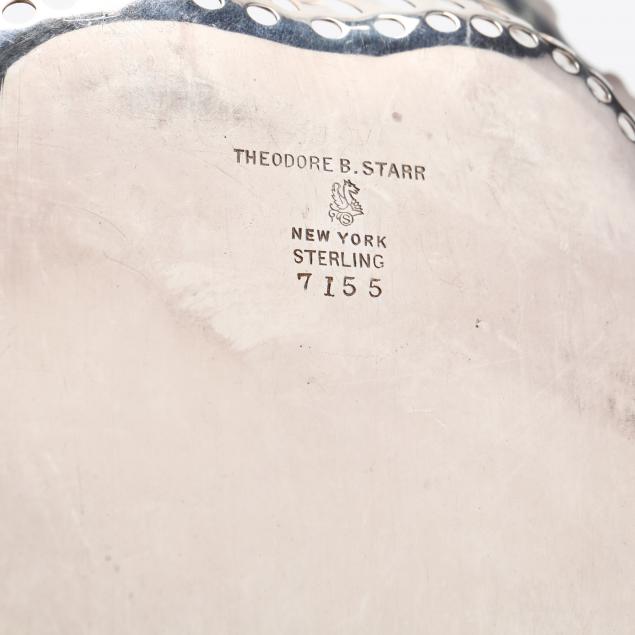 THEODORE B. STARR
S
NEW YORK
STERLING
7155